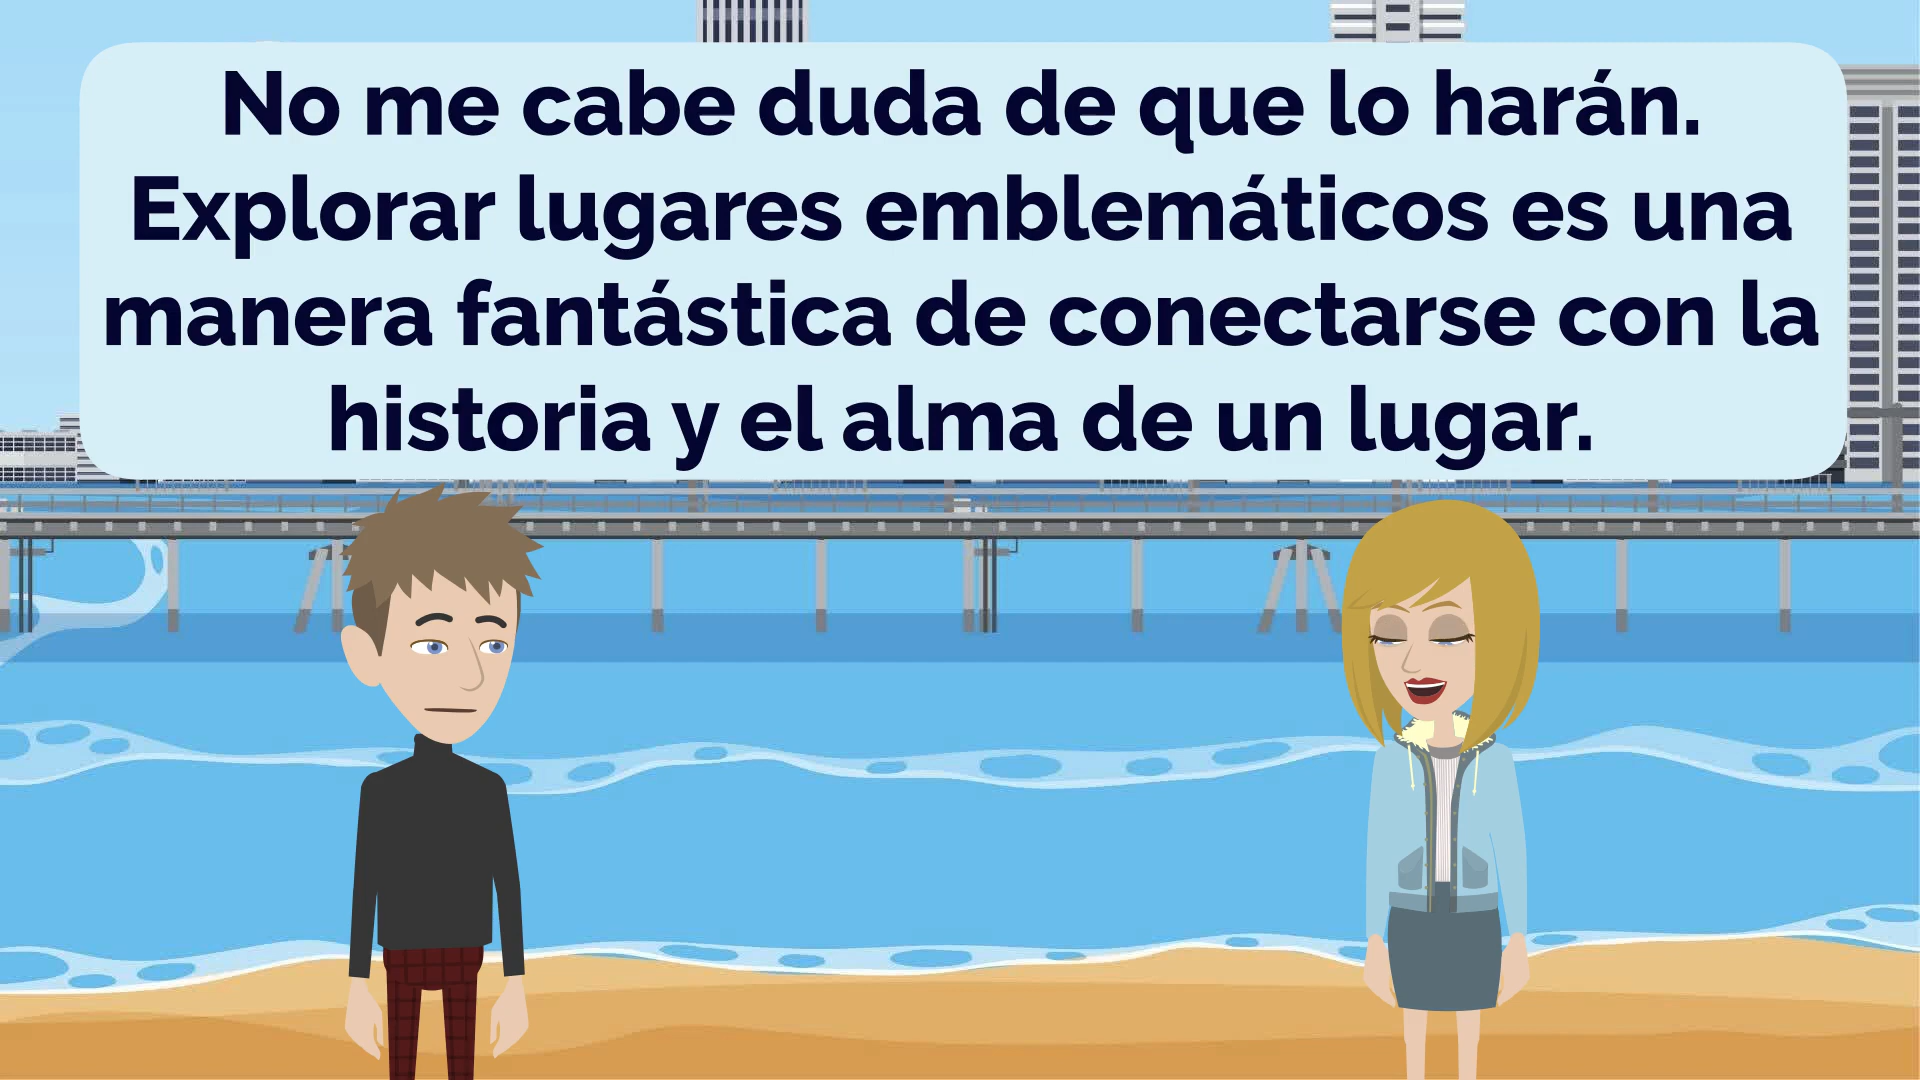 No me cabe duda de que lo harán.
Explorar lugares emblemáticos es una
manera fantástica de conectarse con la
historia y el alma de un lugar.